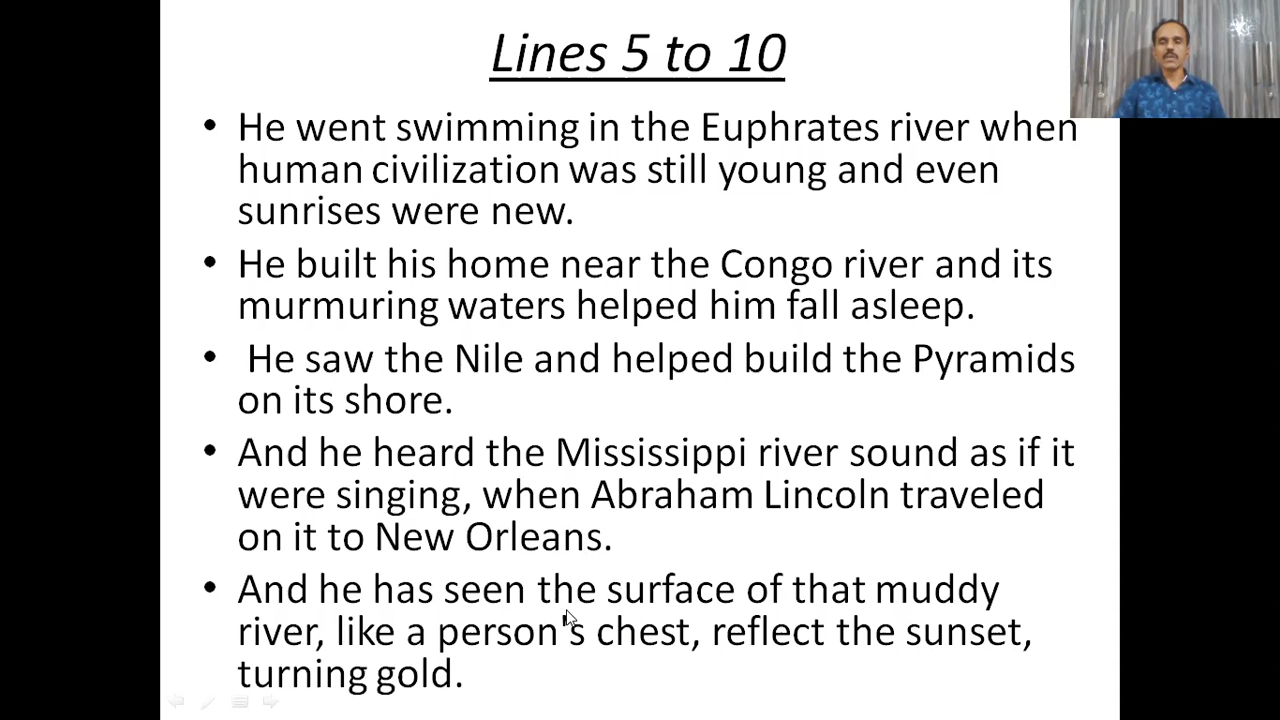 Lines 5 to 10
• He went swimming in the Euphrates river when
human civilization was still young and even
sunrises were new.
• He built his home near the Congo river and its
murmuring waters helped him fall asleep.
• He saw the Nile and helped build the Pyramids
on its shore.
• And he heard the Mississippi river sound as if it
were singing, when Abraham Lincoln traveled
on it to New Orleans.
• And he has seen the surface of that muddy
river, like a person's chest, reflect the sunset,
turning gold.